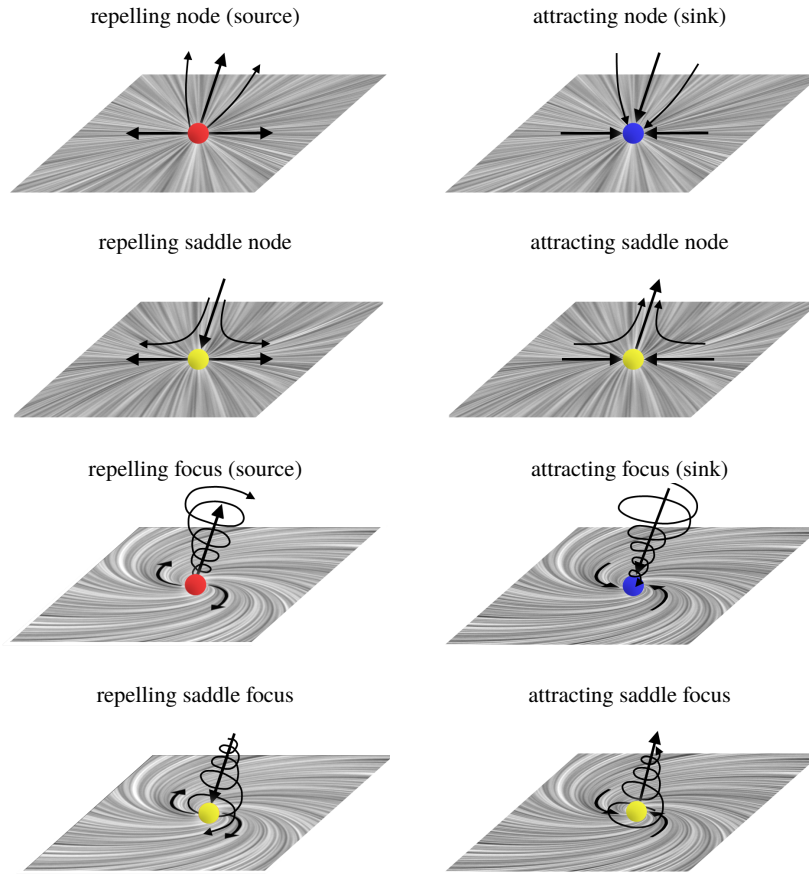 repelling node (source)
attracting node (sink)
repelling saddle node
attracting saddle node
repelling focus (source)
attracting focus (sink)
repelling saddle focus
attracting saddle focus